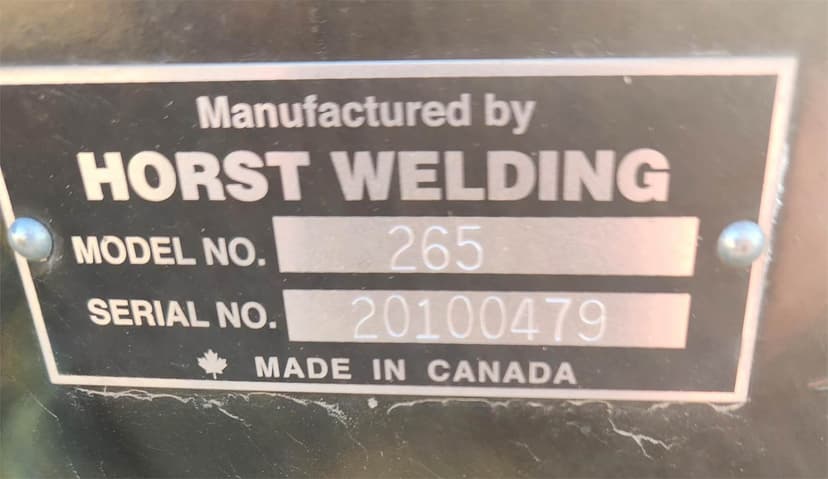 Manufactured by
HORST WELDING
MODEL NO. 265
SERIAL NO. 20100479
MADE IN CANADA